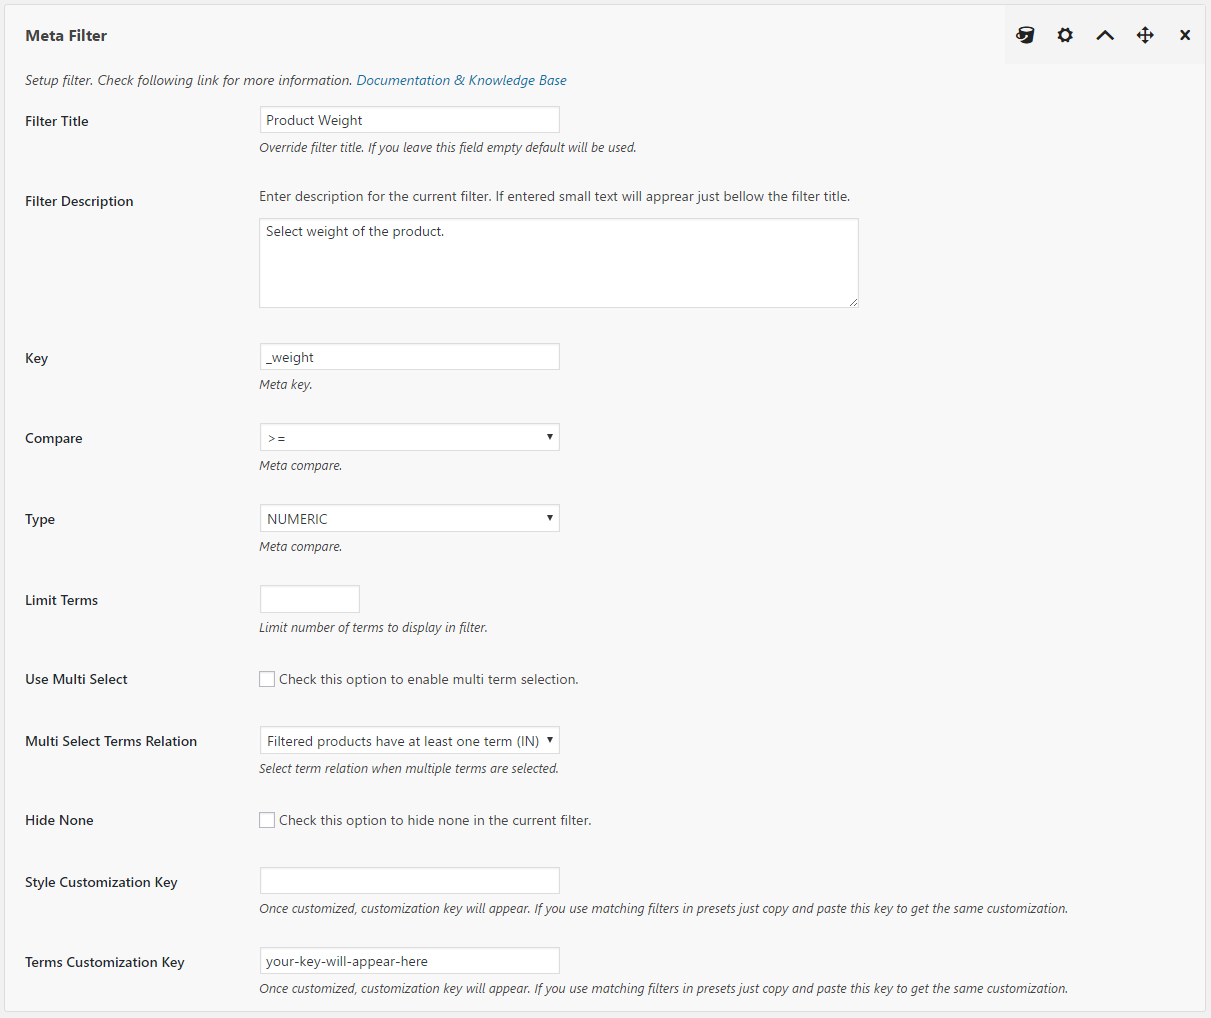 Meta Filter
Setup filter. Check following link for more information. Documentation & Knowledge Base
Filter Title
Product Weight
Override filter title. If you leave this field empty default will be used.
Filter Description
Enter description for the current filter. If entered small text will apprear just bellow the filter title.
Select weight of the product.
Key
_weight
Meta key.
Compare
>=
Meta compare.
Type
NUMERIC
Meta compare.
Limit Terms
Limit number of terms to display in filter.
Use Multi Select
Check this option to enable multi term selection.
Multi Select Terms Relation
Filtered products have at least one term (IN)
Select term relation when multiple terms are selected.
Hide None
Check this option to hide none in the current filter.
Style Customization Key
Once customized, customization key will appear. If you use matching filters in presets just copy and paste this key to get the same customization.
Terms Customization Key
your-key-will-appear-here
Once customized, customization key will appear. If you use matching filters in presets just copy and paste this key to get the same customization.